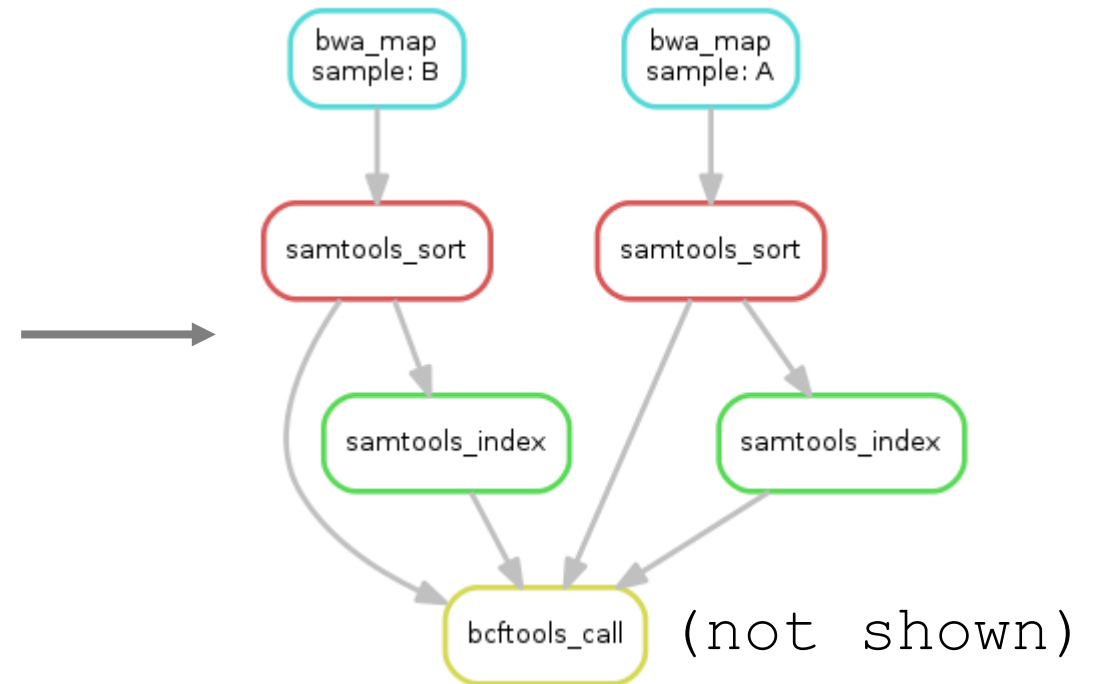 bwa_map
sample: B
bwa_map
sample: A
samtools_sort
samtools_sort
samtools_index
samtools_index
bcftools_call
(not shown)